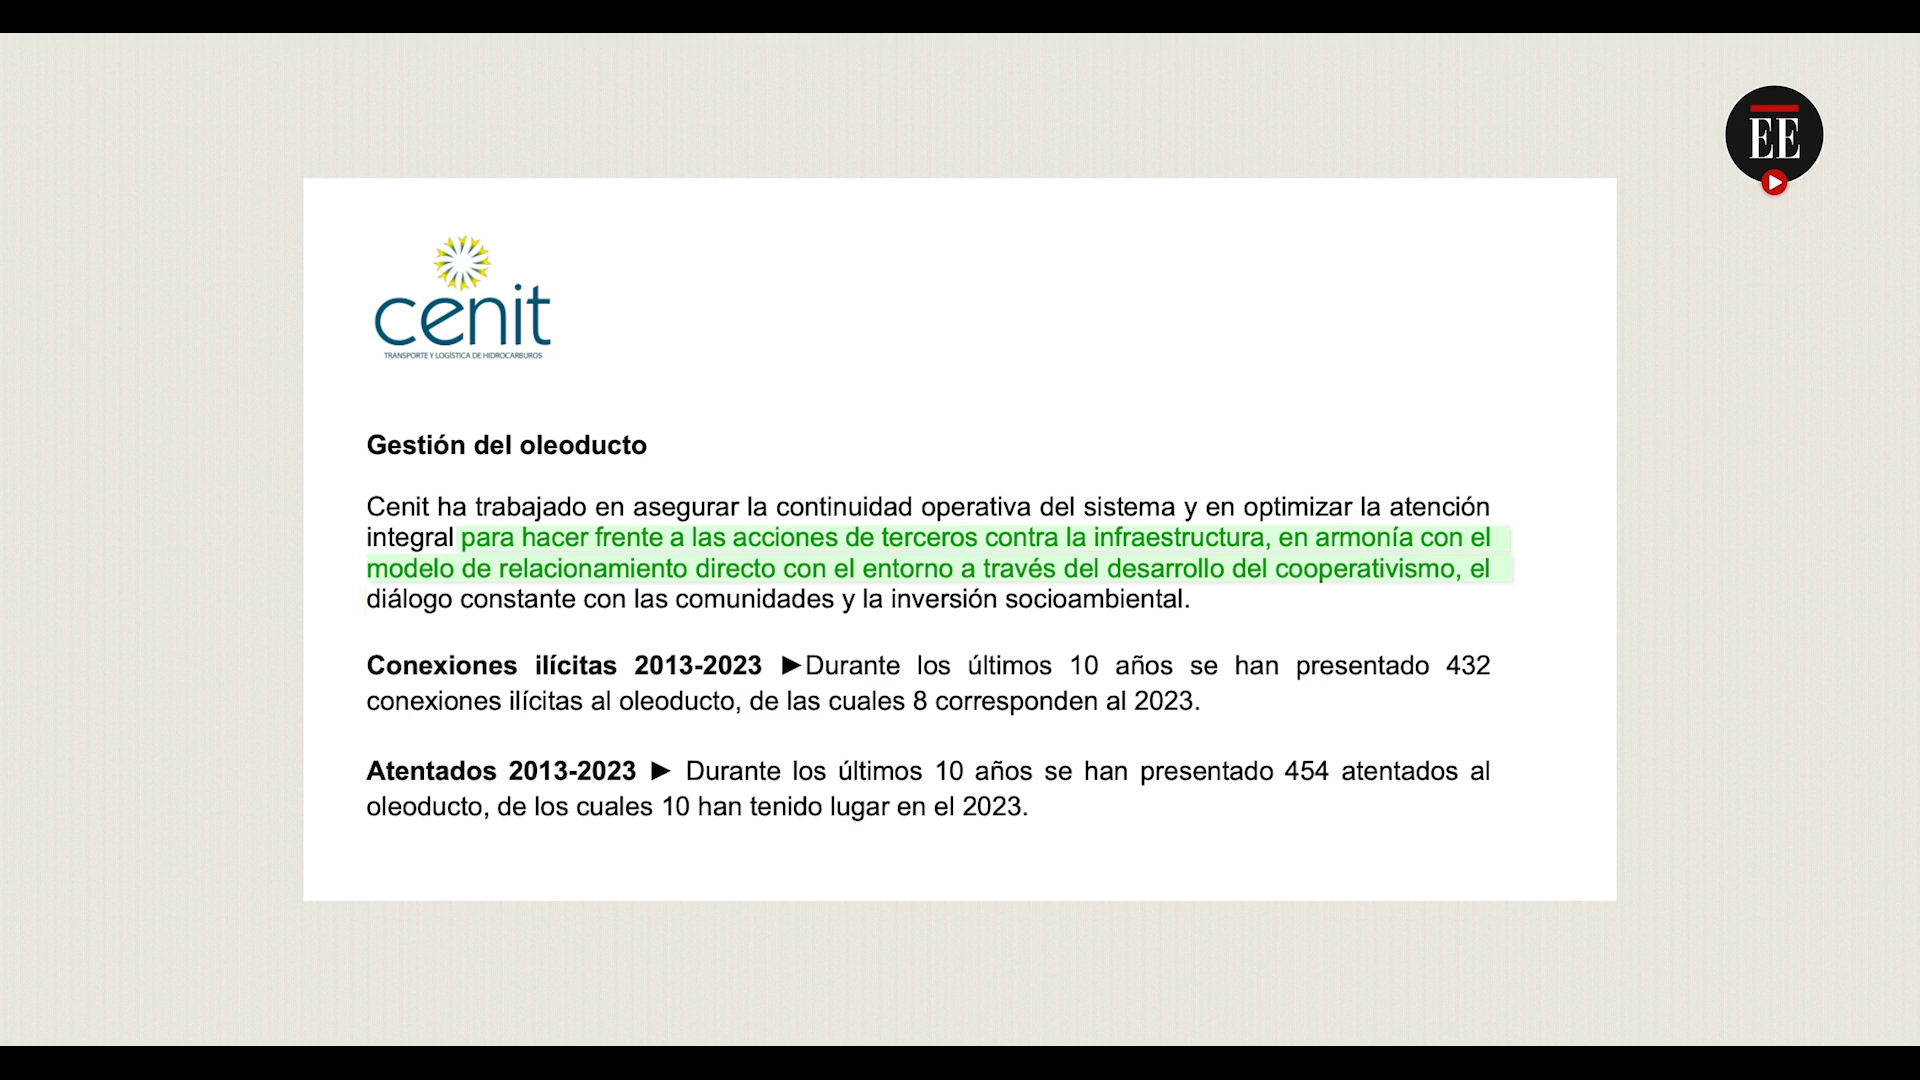 EE
cenit
TRANSPORTE Y LOGÍSTICA DE HIDROCARBUROS
Gestión del oleoducto
Cenit ha trabajado en asegurar la continuidad operativa del sistema y en optimizar la atención
integral para hacer frente a las acciones de terceros contra la infraestructura, en armonía con el
modelo de relacionamiento directo con el entorno a través del desarrollo del cooperativismo, el
diálogo constante con las comunidades y la inversión socioambiental.
Conexiones ilícitas 2013-2023 ►Durante los últimos 10 años se han presentado 432
conexiones ilícitas al oleoducto, de las cuales 8 corresponden al 2023.
Atentados 2013-2023 ► Durante los últimos 10 años se han presentado 454 atentados al
oleoducto, de los cuales 10 han tenido lugar en el 2023.